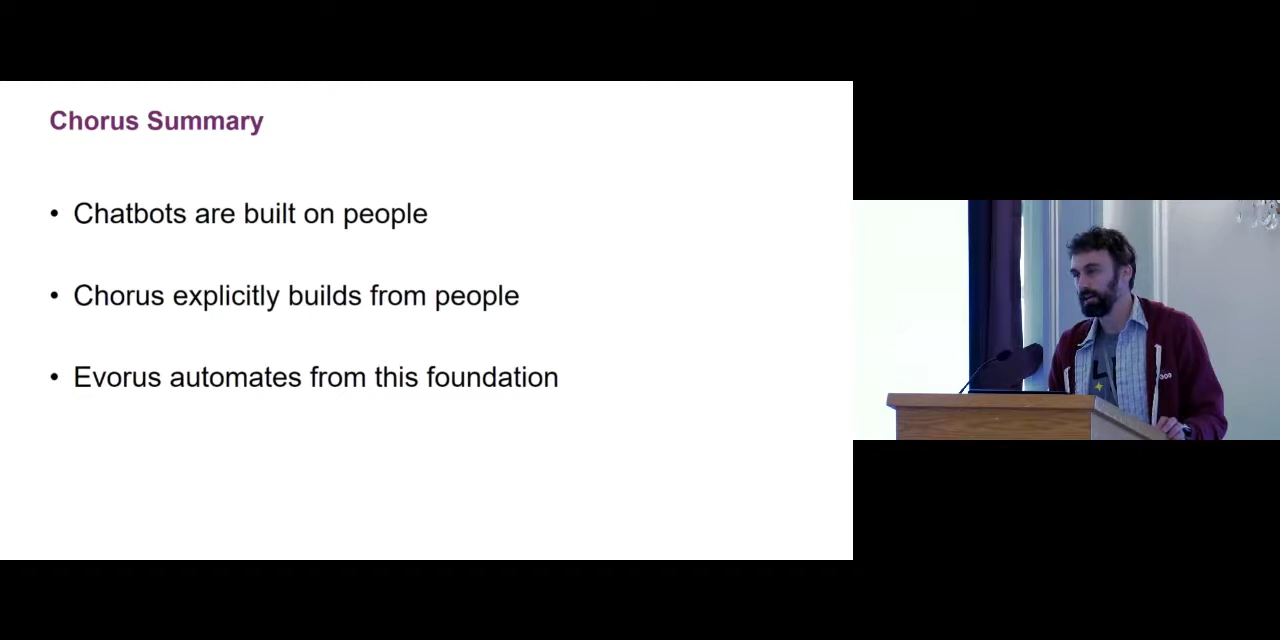 Chorus Summary
• Chatbots are built on people
• Chorus explicitly builds from people
• Evorus automates from this foundation